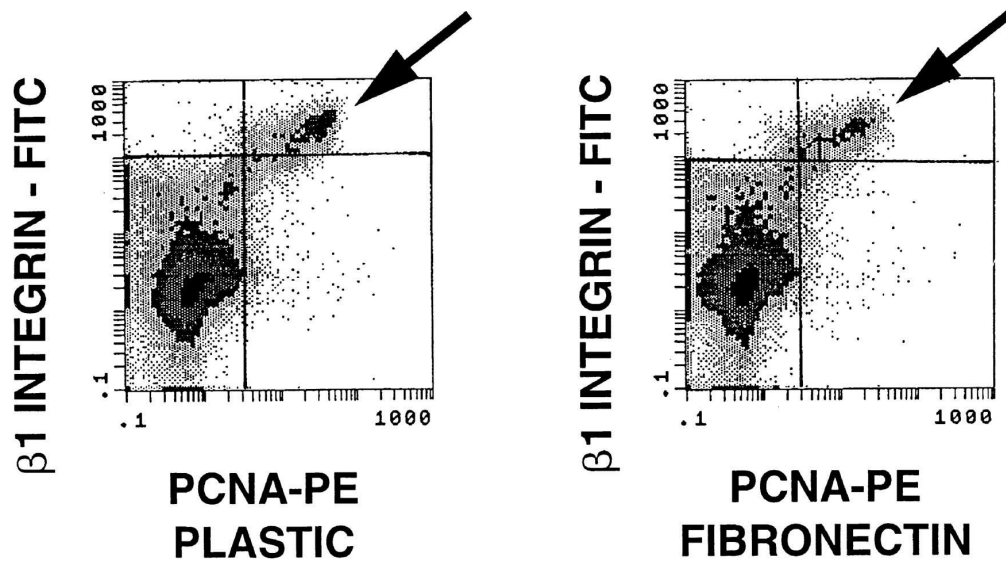 β1 INTEGRIN - FITC
1000
.1
.1
1000
PCNA-PE
PLASTIC
β1 INTEGRIN - FITC
1000
.1
.1
1000
PCNA-PE
FIBRONECTIN